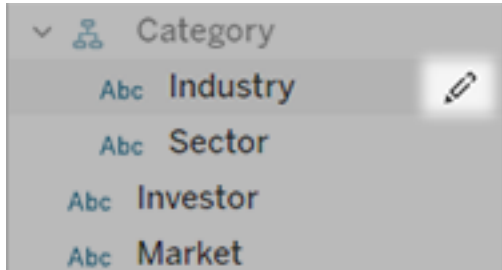 Category
Abc Industry
Abc Sector
Abc Investor
Abc Market